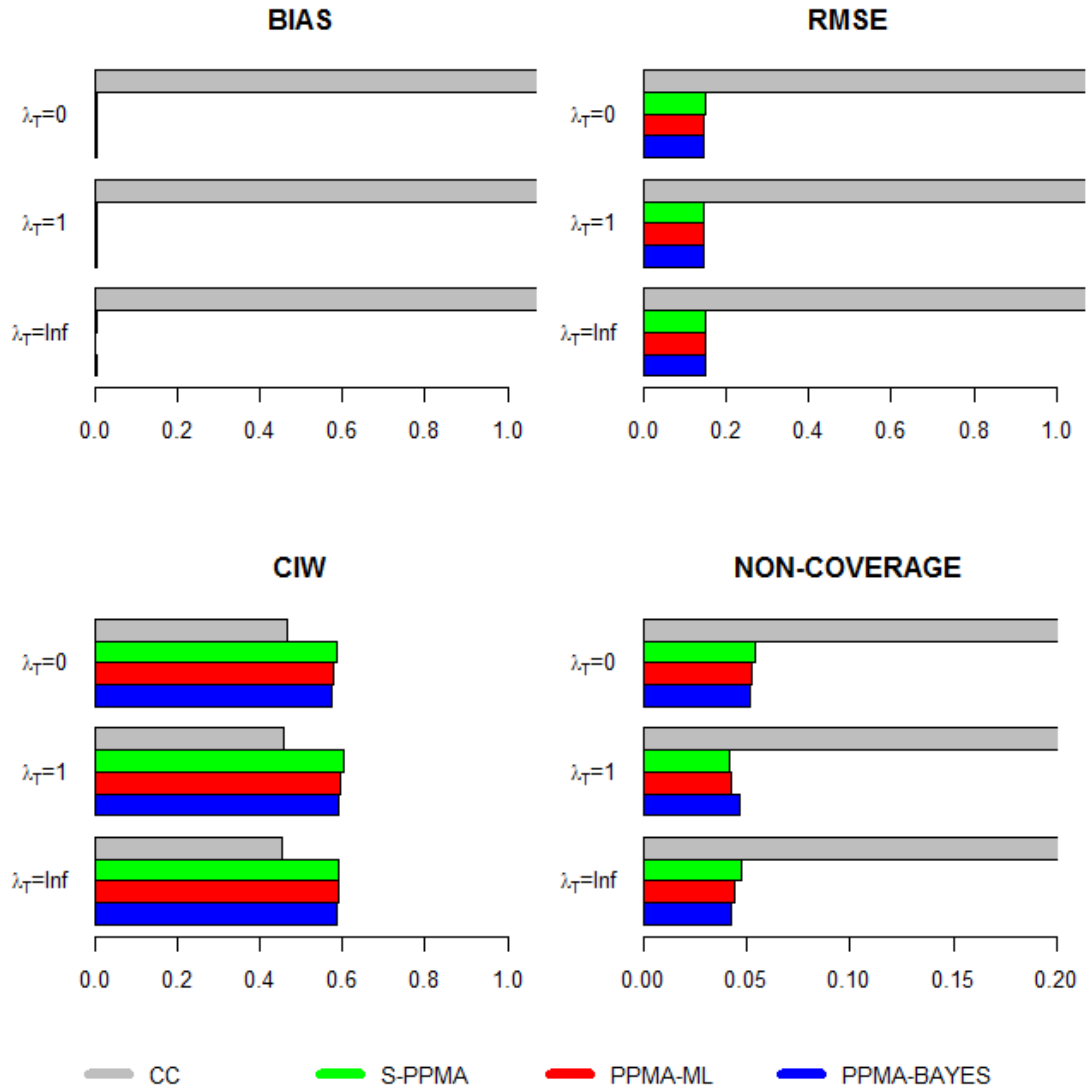 BIAS
λT=0
λT=1
λT=Inf
0.0 0.2 0.4 0.6 0.8 1.0
RMSE
λT=0
λT=1
λT=Inf
0.0 0.2 0.4 0.6 0.8 1.0
CIW
λT=0
λT=1
λT=Inf
0.0 0.2 0.4 0.6 0.8 1.0
NON-COVERAGE
λT=0
λT=1
λT=Inf
0.00 0.05 0.10 0.15 0.20
CC S-PPMA PPMA-ML PPMA-BAYES